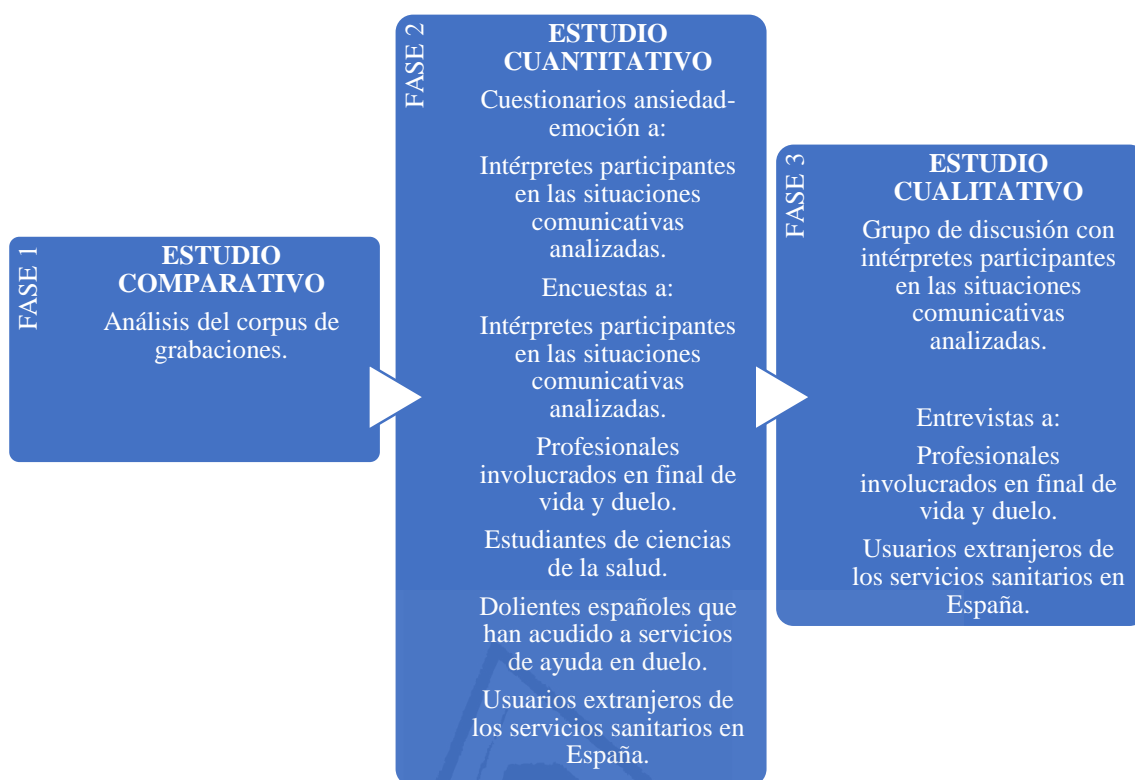 FASE 1
ESTUDIO
COMPARATIVO
Análisis del corpus de
grabaciones.
FASE 2
ESTUDIO
CUANTITATIVO
Cuestionarios ansiedad-
emoción a:
Intérpretes participantes
en las situaciones
comunicativas
analizadas.
Encuestas a:
Intérpretes participantes
en las situaciones
comunicativas
analizadas.
Profesionales
involucrados en final de
vida y duelo.
Estudiantes de ciencias
de la salud.
Dolientes españoles que
han acudido a servicios
de ayuda en duelo.
Usuarios extranjeros de
los servicios sanitarios en
España.
FASE 3
ESTUDIO
CUALITATIVO
Grupo de discusión con
intérpretes participantes
en las situaciones
comunicativas
analizadas.
Entrevistas a:
Profesionales
involucrados en final de
vida y duelo.
Usuarios extranjeros de
los servicios sanitarios en
España.